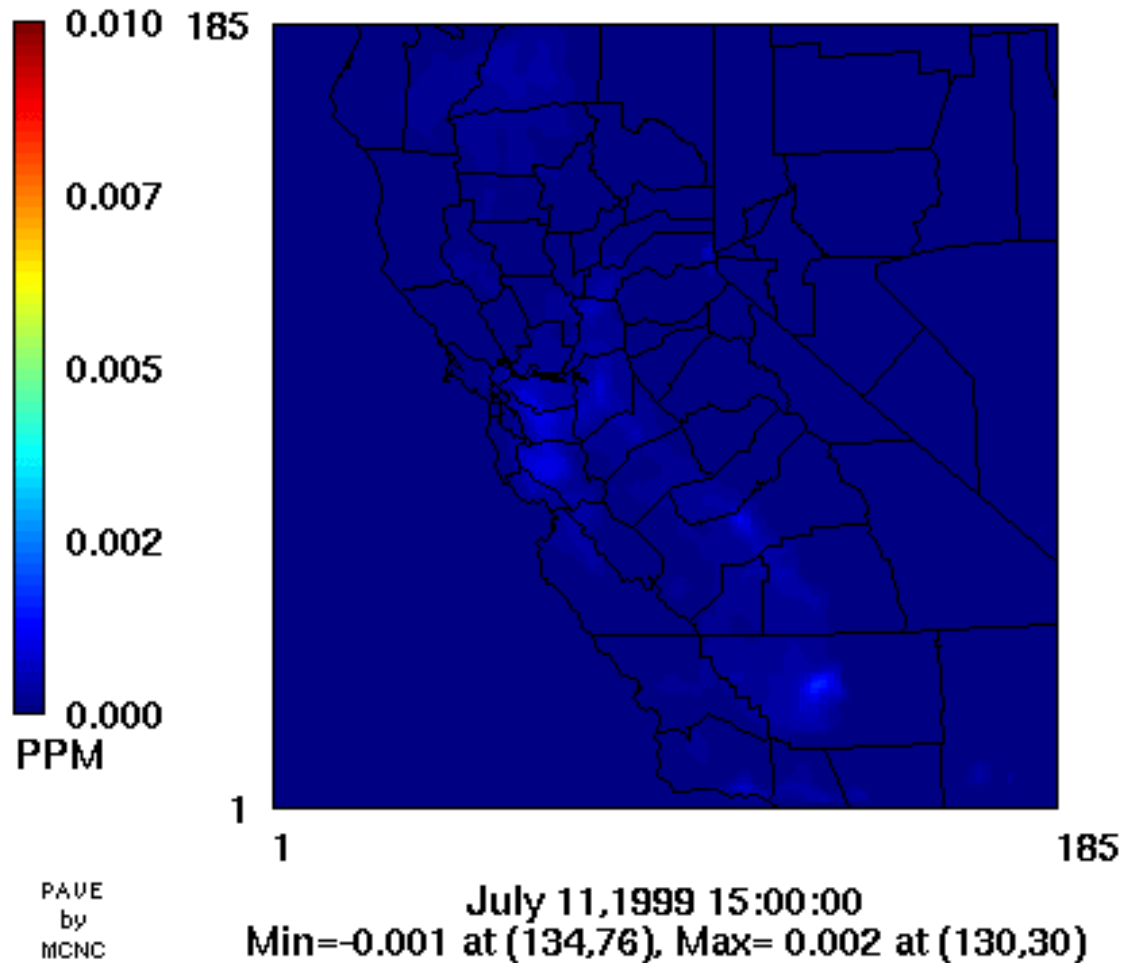 0.010
185
0.007
0.005
0.002
0.000
PPM
1
1
185
PAVE
by
MCNC
July 11,1999 15:00:00
Min=-0.001 at (134,76), Max= 0.002 at (130,30)